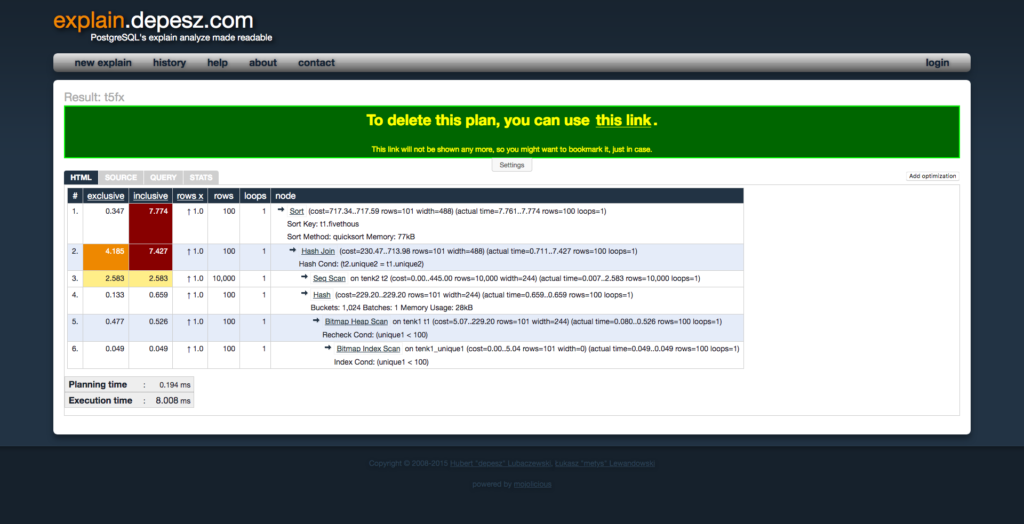 explain.depesz.com
PostgreSQL's explain analyze made readable
new explain history help about contact login
Result: t5fx
To delete this plan, you can use this link.
This link will not be shown any more, so you might want to bookmark it, just in case.
Settings
HTML SOURCE QUERY STATS Add optimization
# exclusive inclusive rows x rows loops node
1. 0.347 7.774 ↑ 1.0 100 1 → Sort (cost=717.34..717.59 rows=101 width=488) (actual time=7.761..7.774 rows=100 loops=1)
Sort Key: t1.fivethous
Sort Method: quicksort Memory: 77kB
2. 4.185 7.427 ↑ 1.0 100 1 → Hash Join (cost=230.47..713.98 rows=101 width=488) (actual time=0.711..7.427 rows=100 loops=1)
Hash Cond: (t2.unique2 = t1.unique2)
3. 2.583 2.583 ↑ 1.0 10,000 1 → Seq Scan on tenk2 t2 (cost=0.00..445.00 rows=10,000 width=244) (actual time=0.007..2.583 rows=10,000 loops=1)
4. 0.133 0.659 ↑ 1.0 100 1 → Hash (cost=229.20..229.20 rows=101 width=244) (actual time=0.659..0.659 rows=100 loops=1)
Buckets: 1,024 Batches: 1 Memory Usage: 28kB
5. 0.477 0.526 ↑ 1.0 100 1 → Bitmap Heap Scan on tenk1 t1 (cost=5.07..229.20 rows=101 width=244) (actual time=0.080..0.526 rows=100 loops=1)
Recheck Cond: (unique1 < 100)
6. 0.049 0.049 ↑ 1.0 100 1 → Bitmap Index Scan on tenk1_unique1 (cost=0.00..5.04 rows=101 width=0) (actual time=0.049..0.049 rows=100 loops=1)
Index Cond: (unique1 < 100)
Planning time : 0.194 ms
Execution time : 8.008 ms
Copyright © 2008-2015 Hubert "depesz" Lubaczewski, Łukasz "metys" Lewandowski
powered by mojolicious